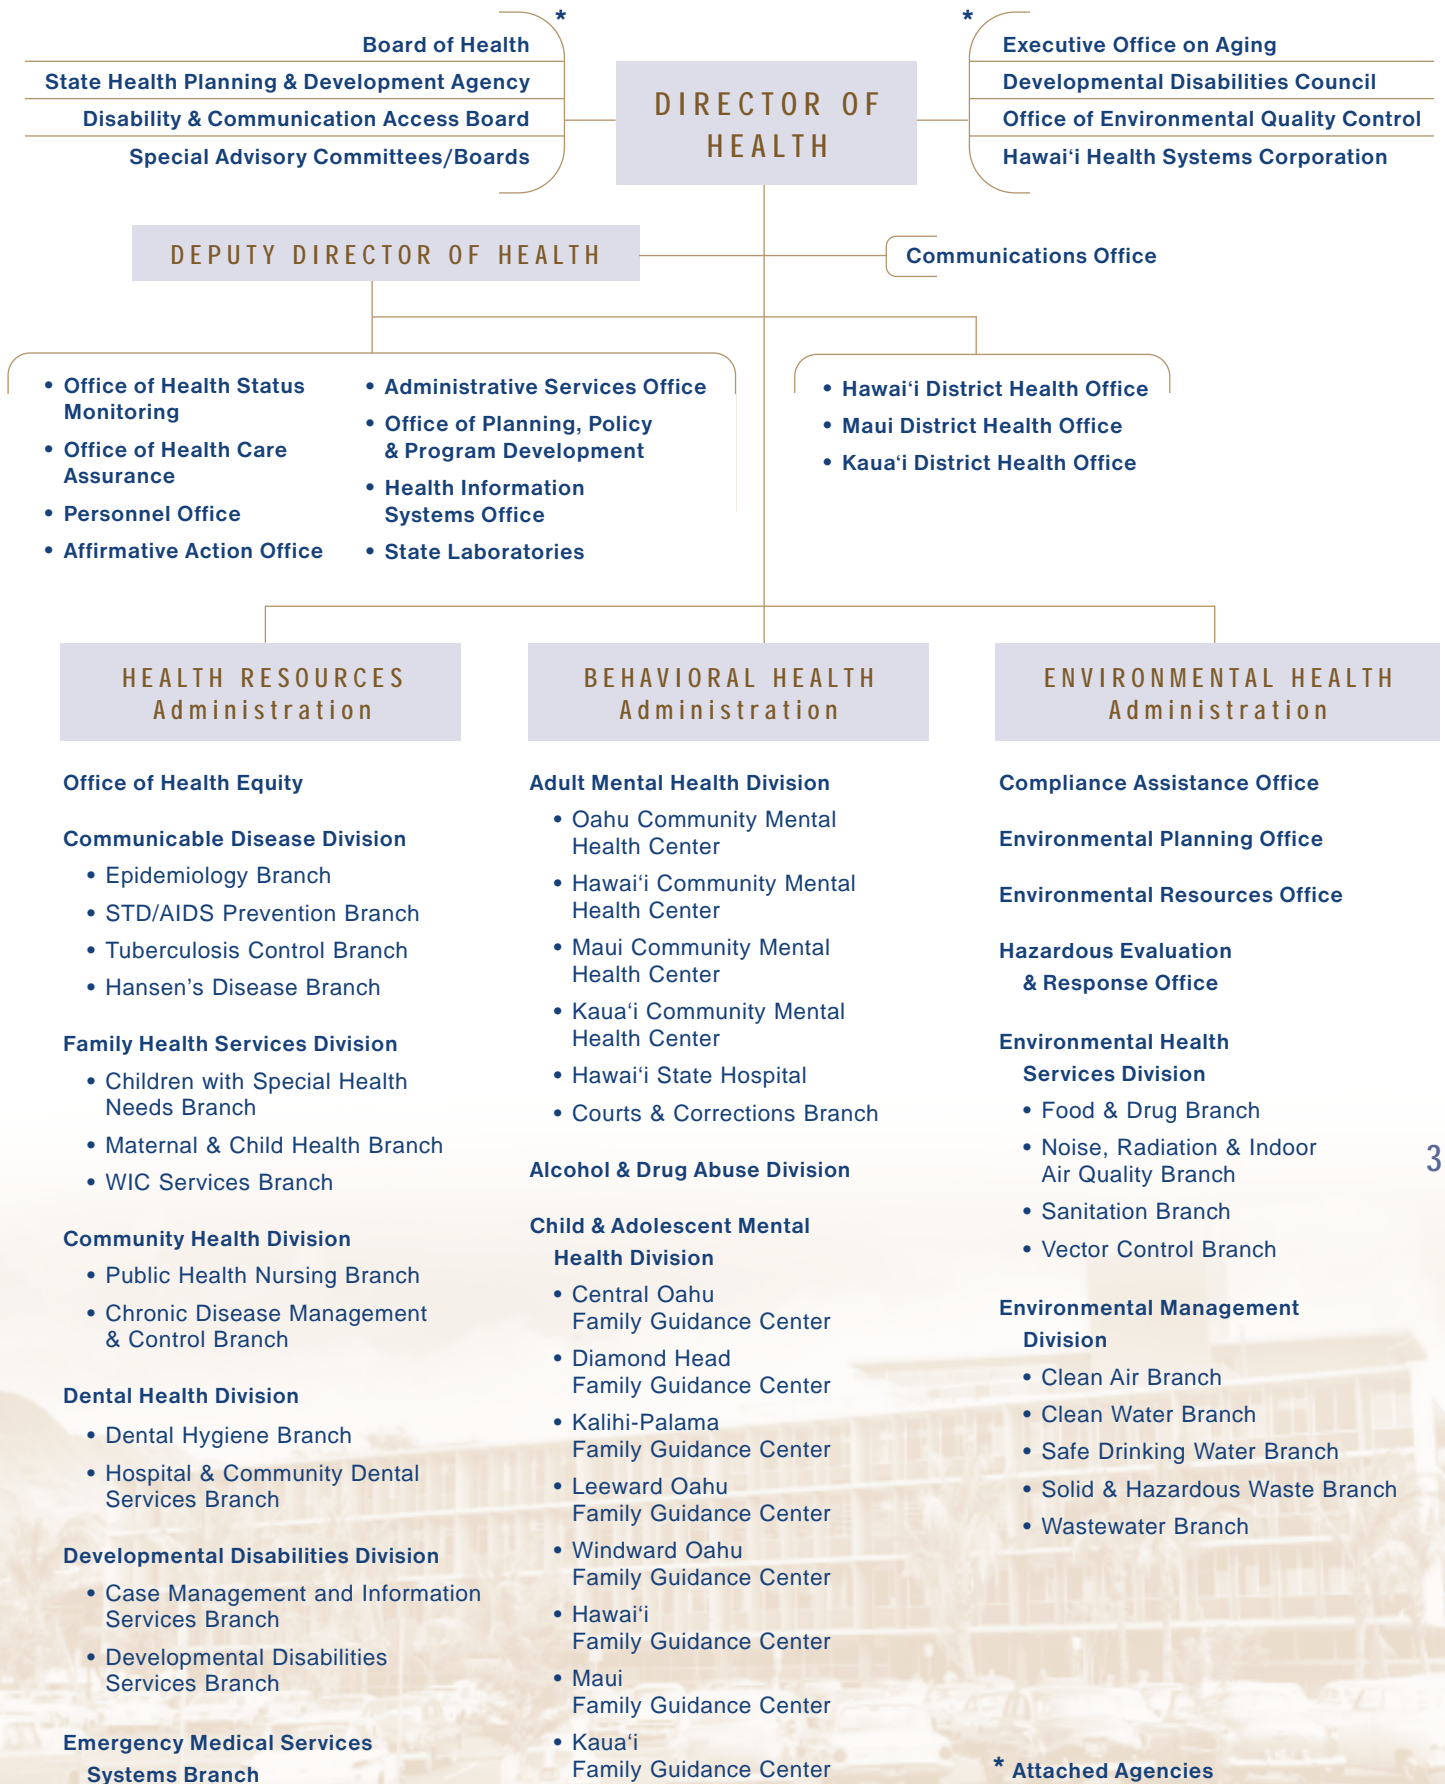 *
Board of Health
State Health Planning & Development Agency
Disability & Communication Access Board
Special Advisory Committees/Boards
DIRECTOR OF
HEALTH
*
Executive Office on Aging
Developmental Disabilities Council
Office of Environmental Quality Control
Hawai‘i Health Systems Corporation
DEPUTY DIRECTOR OF HEALTH
Communications Office
• Office of Health Status
Monitoring
• Office of Health Care
Assurance
• Personnel Office
• Affirmative Action Office
• Administrative Services Office
• Office of Planning, Policy
& Program Development
• Health Information
Systems Office
• State Laboratories
• Hawai‘i District Health Office
• Maui District Health Office
• Kaua‘i District Health Office
HEALTH RESOURCES
Administration
Office of Health Equity
Communicable Disease Division
• Epidemiology Branch
• STD/AIDS Prevention Branch
• Tuberculosis Control Branch
• Hansen’s Disease Branch
Family Health Services Division
• Children with Special Health
Needs Branch
• Maternal & Child Health Branch
• WIC Services Branch
Community Health Division
• Public Health Nursing Branch
• Chronic Disease Management
& Control Branch
Dental Health Division
• Dental Hygiene Branch
• Hospital & Community Dental
Services Branch
Developmental Disabilities Division
• Case Management and Information
Services Branch
• Developmental Disabilities
Services Branch
Emergency Medical Services
Systems Branch
BEHAVIORAL HEALTH
Administration
Adult Mental Health Division
• Oahu Community Mental
Health Center
• Hawai‘i Community Mental
Health Center
• Maui Community Mental
Health Center
• Kaua‘i Community Mental
Health Center
• Hawai‘i State Hospital
• Courts & Corrections Branch
Alcohol & Drug Abuse Division
Child & Adolescent Mental
Health Division
• Central Oahu
Family Guidance Center
• Diamond Head
Family Guidance Center
• Kalihi-Palama
Family Guidance Center
• Leeward Oahu
Family Guidance Center
• Windward Oahu
Family Guidance Center
• Hawai‘i
Family Guidance Center
• Maui
Family Guidance Center
• Kaua‘i
Family Guidance Center
ENVIRONMENTAL HEALTH
Administration
Compliance Assistance Office
Environmental Planning Office
Environmental Resources Office
Hazardous Evaluation
& Response Office
Environmental Health
Services Division
• Food & Drug Branch
• Noise, Radiation & Indoor
Air Quality Branch
• Sanitation Branch
• Vector Control Branch
Environmental Management
Division
• Clean Air Branch
• Clean Water Branch
• Safe Drinking Water Branch
• Solid & Hazardous Waste Branch
• Wastewater Branch
* Attached Agencies
3